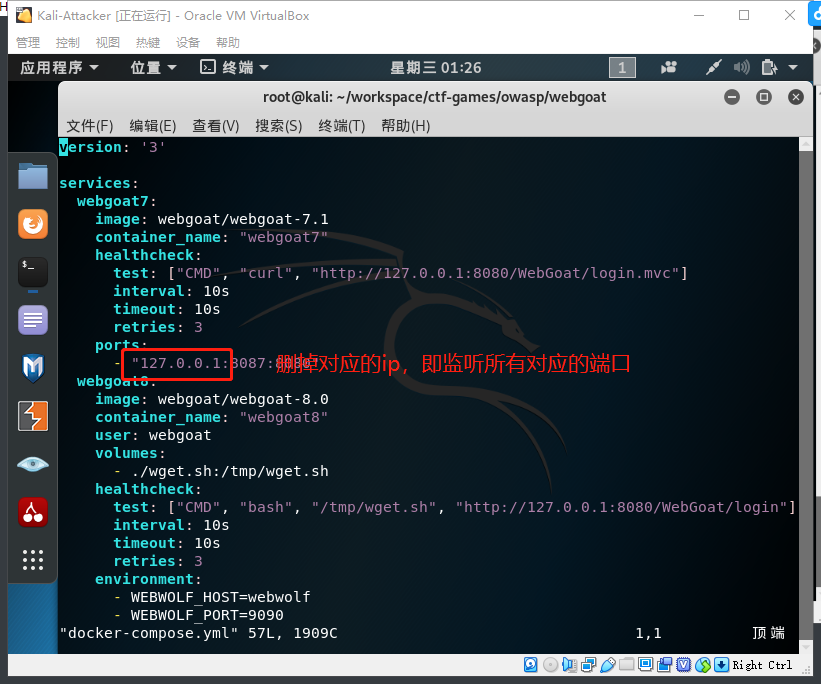 Kali-Attacker [正在运行] - Oracle VM VirtualBox
管理 控制 视图 热键 设备 帮助
应用程序 位置 终端 星期三 01:26 1
root@kali: ~/workspace/ctf-games/owasp/webgoat
文件(F) 编辑(E) 查看(V) 搜索(S) 终端(T) 帮助(H)
version: '3'
services:
webgoat7:
image: webgoat/webgoat-7.1
container_name: "webgoat7"
healthcheck:
test: ["CMD", "curl", "http://127.0.0.1:8080/WebGoat/login.mvc"]
interval: 10s
timeout: 10s
retries: 3
ports:
- "127.0.0.1:8087:8080"
删掉对应的ip，即监听所有对应的端口
webgoat8:
image: webgoat/webgoat-8.0
container_name: "webgoat8"
user: webgoat
volumes:
- ./wget.sh:/tmp/wget.sh
healthcheck:
test: ["CMD", "bash", "/tmp/wget.sh", "http://127.0.0.1:8080/WebGoat/login"]
interval: 10s
timeout: 10s
retries: 3
environment:
- WEBWOLF_HOST=webwolf
- WEBWOLF_PORT=9090
"docker-compose.yml" 57L, 1909C 1,1 顶端
Right Ctrl